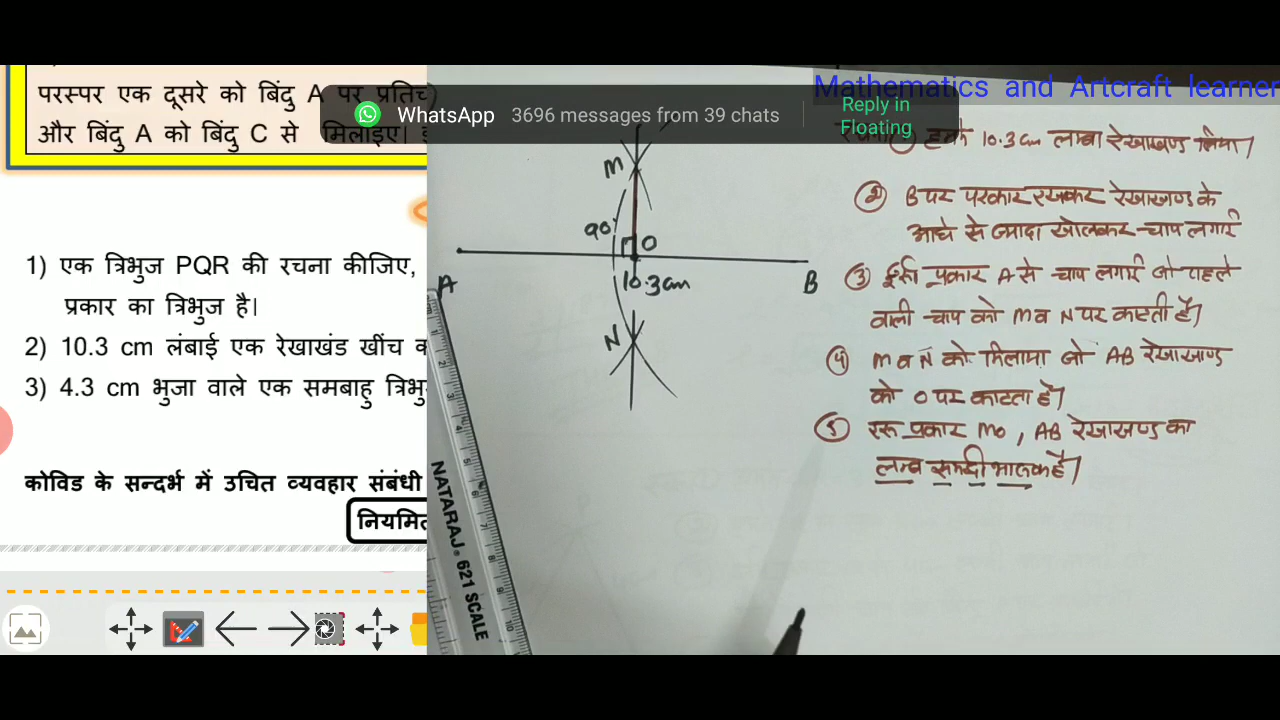 परस्पर एक दूसरे को बिंदु A पर प्रतिच्
और बिंदु A को बिंदु C से मिलाइए।
WhatsApp 3696 messages from 39 chats
Reply in
Floating
1) एक त्रिभुज PQR की रचना कीजिए,
प्रकार का त्रिभुज है।
2) 10.3 cm लंबाई एक रेखाखंड खींच क
3) 4.3 cm भुजा वाले एक समबाहु त्रिभु
कोविड के सन्दर्भ में उचित व्यवहार संबंधी
नियमित
M
90°
O
A
10.3cm
B
N
NATARAJ 621 SCALE
Mathematics and Artcraft learner
10.3cm लम्बा रेखाखण्ड लिया।
② B पर परकार रखकर रेखाखण्ड के
आधे से ज्यादा खोलकर चाप लगाई
③ इसी प्रकार A से चाप लगाई जो पहले
वाली चाप को M व N पर काटती है।
④ M व N को मिलाया जो AB रेखाखण्ड
को O पर काटता है।
⑤ प्रकार MO, AB रेखाखण्ड का
लम्ब समद्वी भाजक है।